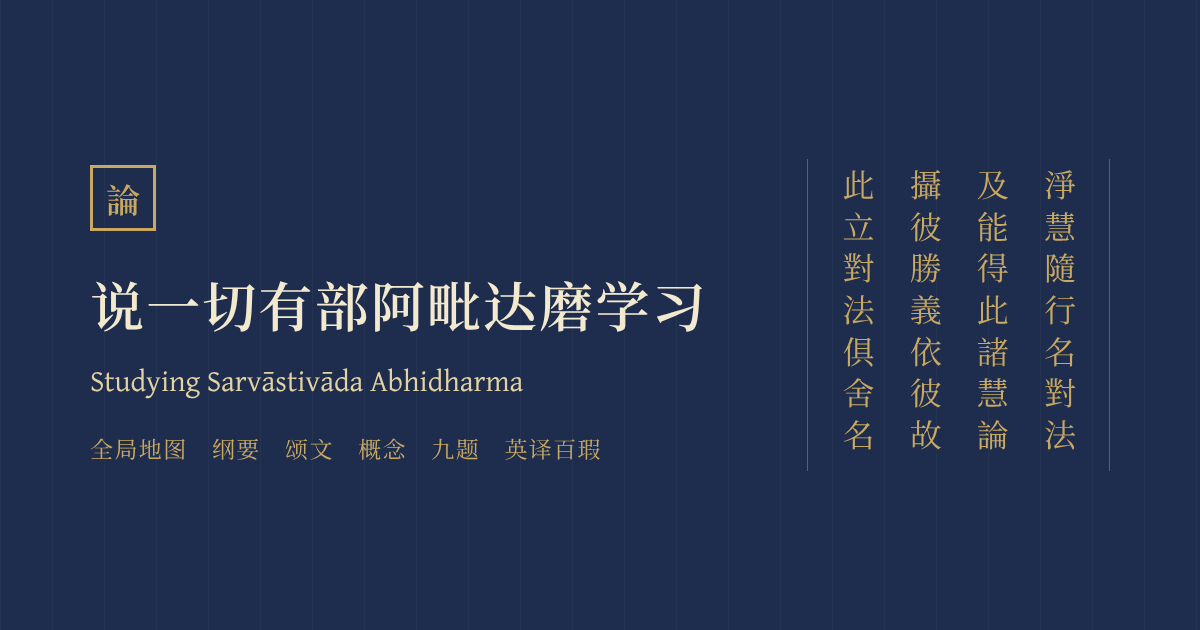 論
说一切有部阿毗达磨学习
Studying Sarvāstivāda Abhidharma
全局地图 纲要 颂文 概念 九题 英译百瑕
淨慧隨行名對法
及能得此諸慧論
攝彼勝義依彼故
此立對法俱舍名